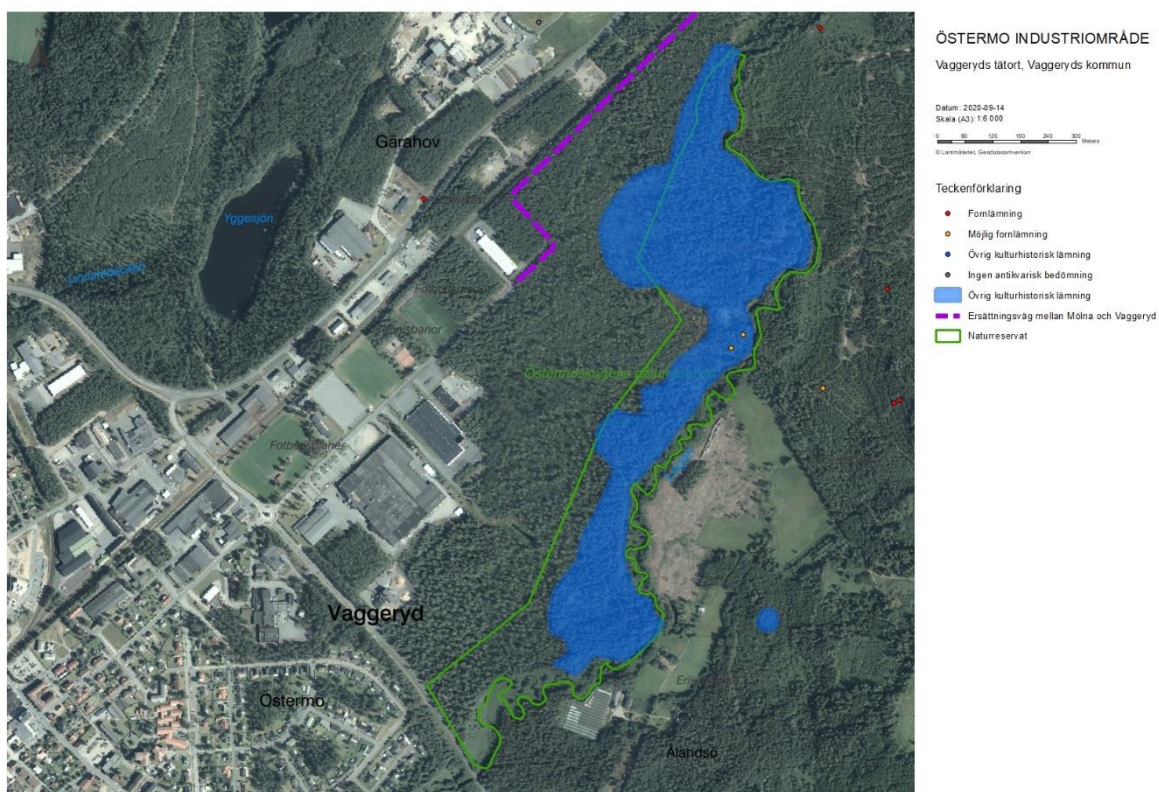 ÖSTERMO INDUSTRIOMRÅDE
Vaggeryds tätort, Vaggeryds kommun
Datum: 2020-09-14
Skala (A3): 1:6 000
0 60 120 180 240 300 Meters
© Lantmäteriet, Geodatasamverkan
Teckenförklaring
Fornlämning
Möjlig fornlämning
Övrig kulturhistorisk lämning
Ingen antikvarisk bedömning
Övrig kulturhistorisk lämning
Ersättningsväg mellan Mölna och Vaggeryd
Naturreservat
Gärahov
Yggesjön
Fotbollsplaner
Vaggeryd
Östermo
Ålandsö